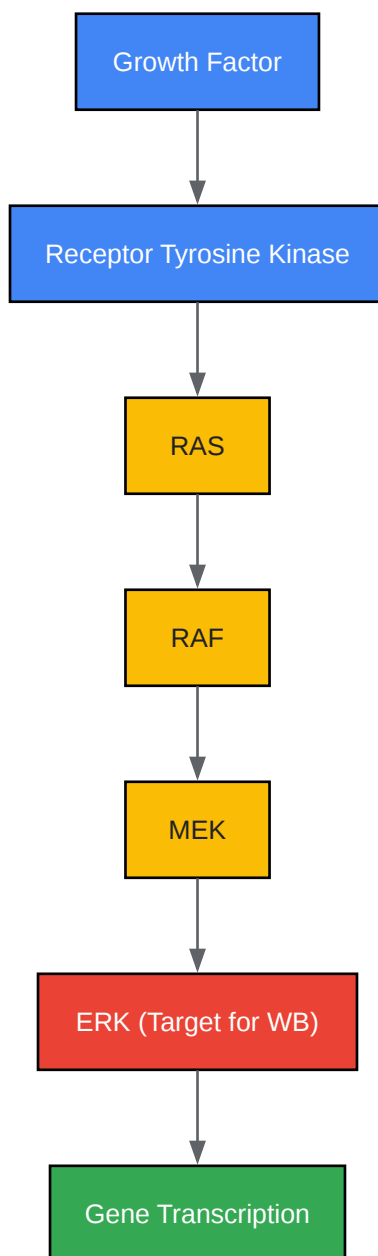 Growth Factor
Receptor Tyrosine Kinase
RAS
RAF
MEK
ERK (Target for WB)
Gene Transcription